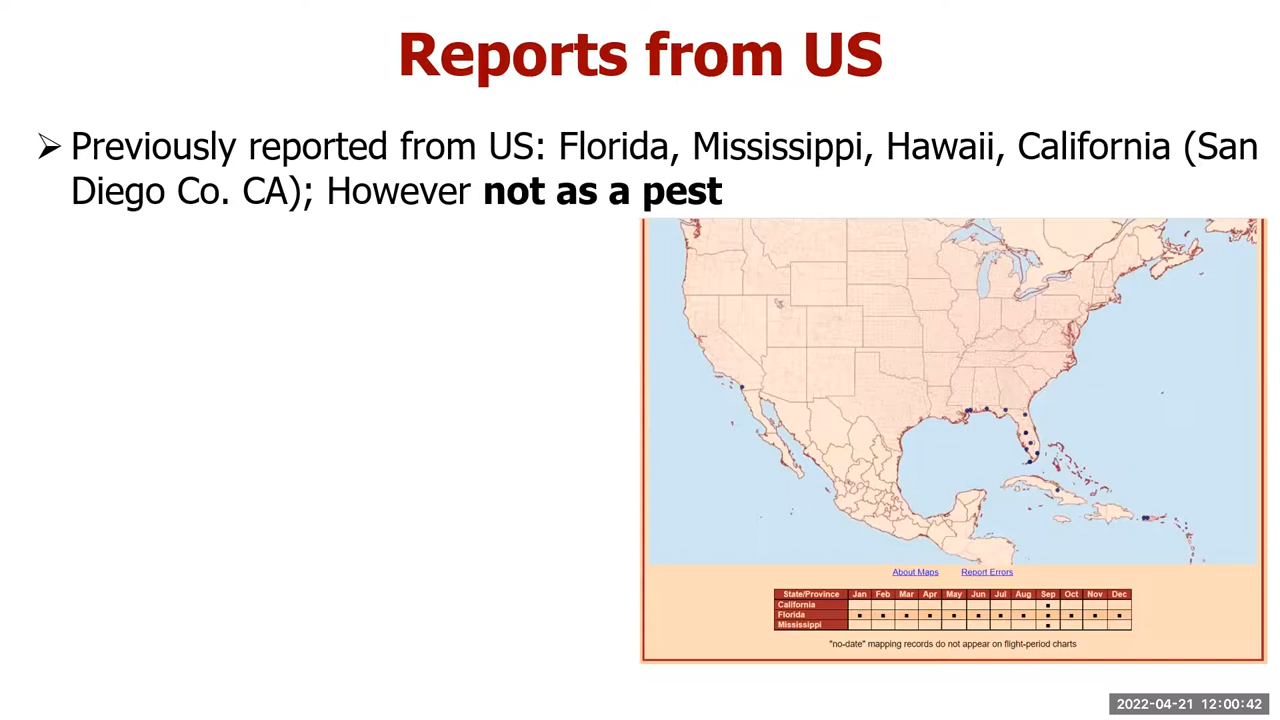 Reports from US
➢ Previously reported from US: Florida, Mississippi, Hawaii, California (San
Diego Co. CA); However not as a pest
About Maps Report Errors
State/Province Jan Feb Mar Apr May Jun Jul Aug Sep Oct Nov Dec
California ▪
Florida ▪ ▪ ▪ ▪ ▪ ▪ ▪ ▪ ▪ ▪ ▪ ▪
Mississippi ▪
"no-date" mapping records do not appear on flight-period charts
2022-04-21 12:00:42